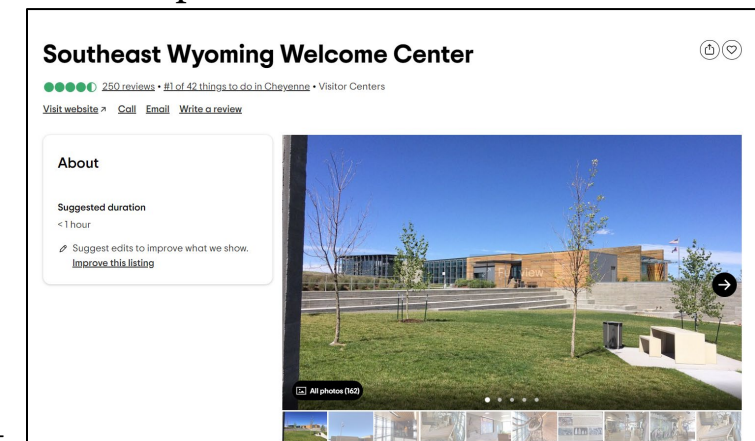 Southeast Wyoming Welcome Center
250 reviews • #1 of 42 things to do in Cheyenne • Visitor Centers
Visit website ↗ Call Email Write a review
About
Suggested duration
< 1 hour
Suggest edits to improve what we show.
Improve this listing
Full view
All photos (162)